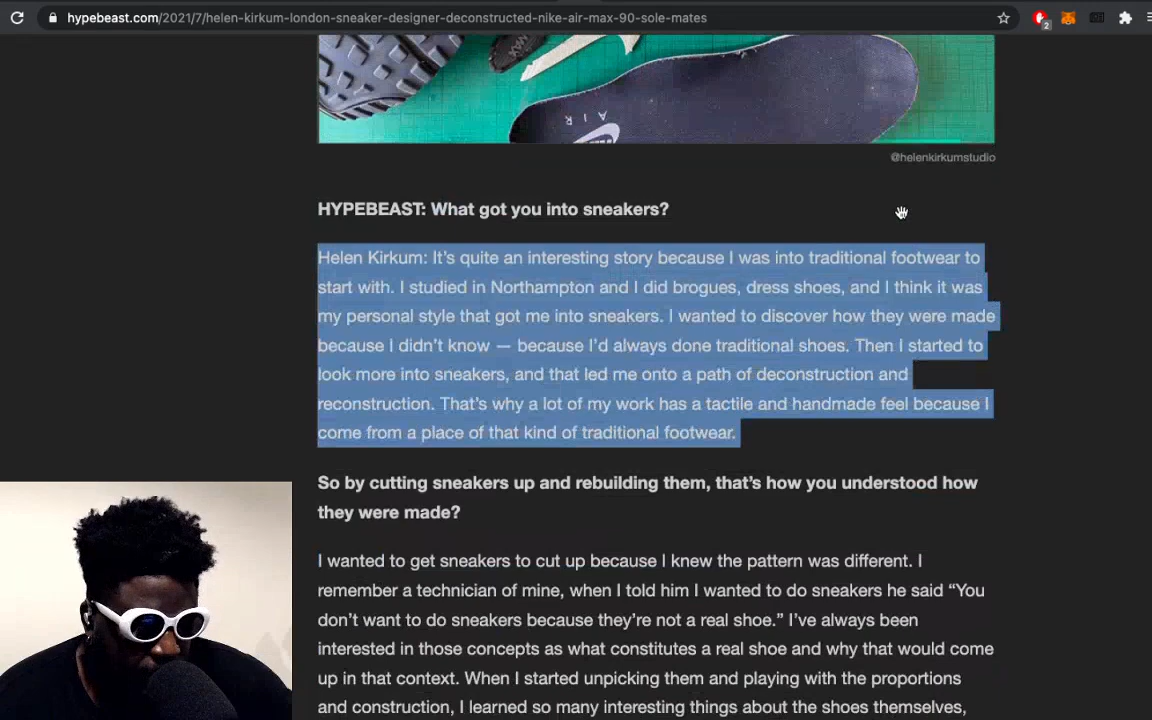 hypebeast.com/2021/7/helen-kirkum-london-sneaker-designer-deconstructed-nike-air-max-90-sole-mates
2
MAX
AIR
@helenkirkumstudio
HYPEBEAST: What got you into sneakers?
Helen Kirkum: It’s quite an interesting story because I was into traditional footwear to
start with. I studied in Northampton and I did brogues, dress shoes, and I think it was
my personal style that got me into sneakers. I wanted to discover how they were made
because I didn’t know — because I’d always done traditional shoes. Then I started to
look more into sneakers, and that led me onto a path of deconstruction and
reconstruction. That’s why a lot of my work has a tactile and handmade feel because I
come from a place of that kind of traditional footwear.
So by cutting sneakers up and rebuilding them, that’s how you understood how
they were made?
I wanted to get sneakers to cut up because I knew the pattern was different. I
remember a technician of mine, when I told him I wanted to do sneakers he said “You
don’t want to do sneakers because they’re not a real shoe.” I’ve always been
interested in those concepts as what constitutes a real shoe and why that would come
up in that context. When I started unpicking them and playing with the proportions
and construction, I learned so many interesting things about the shoes themselves,